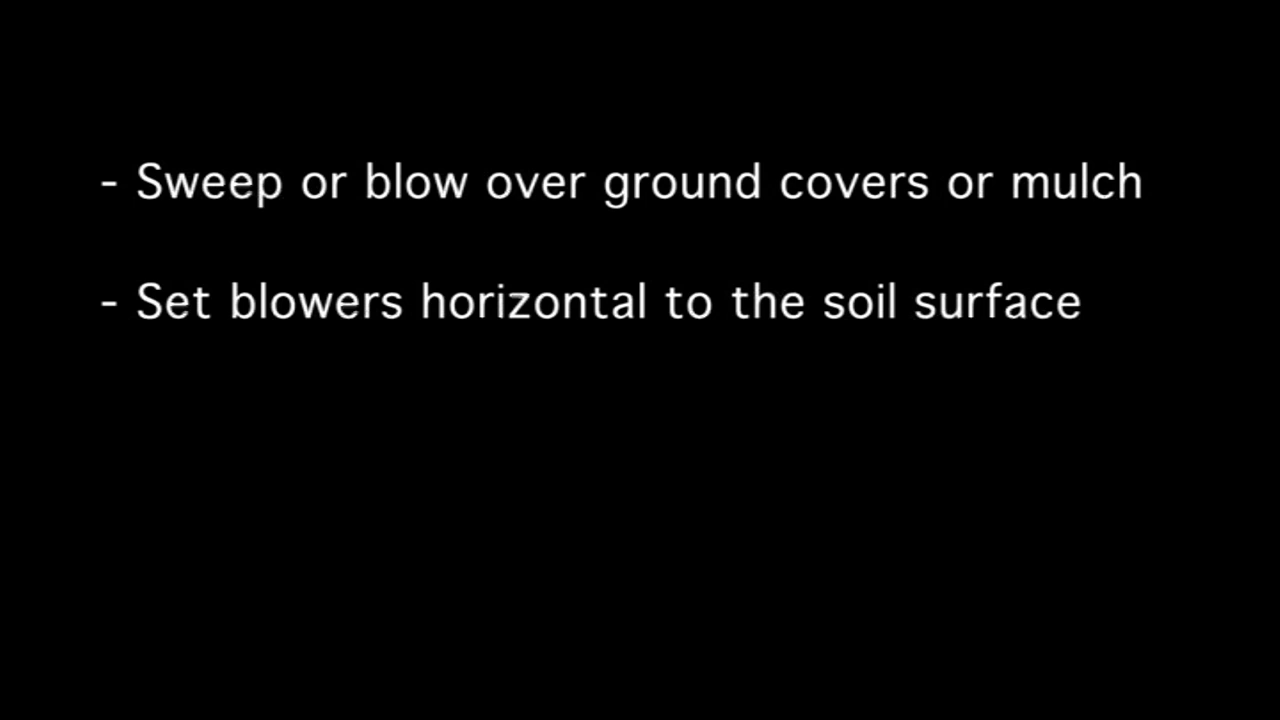 - Sweep or blow over ground covers or mulch
- Set blowers horizontal to the soil surface